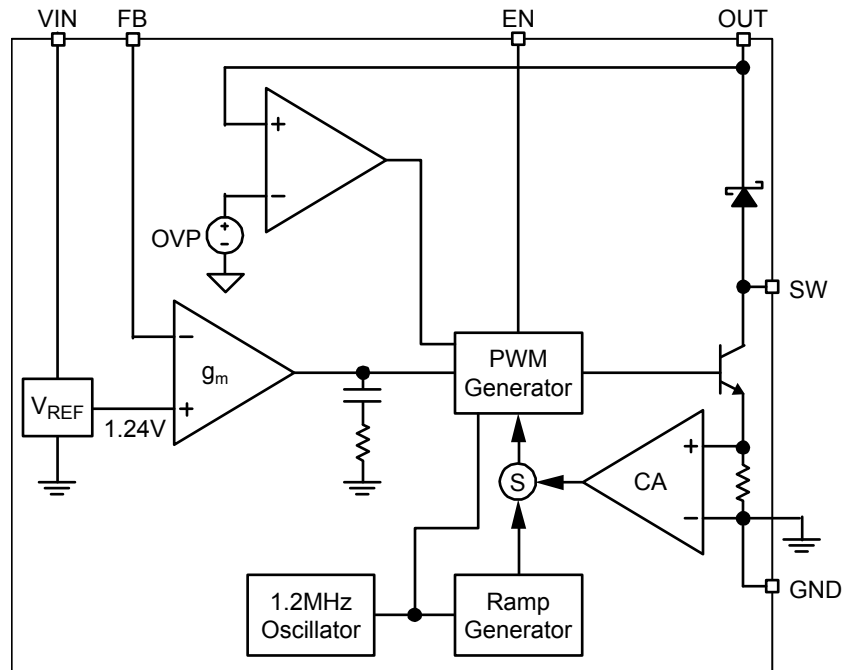 VIN
FB
EN
OUT
+
−
OVP
+
−
SW
−
gm
+
VREF
1.24V
PWM
Generator
+
CA
−
S
GND
1.2MHz
Oscillator
Ramp
Generator